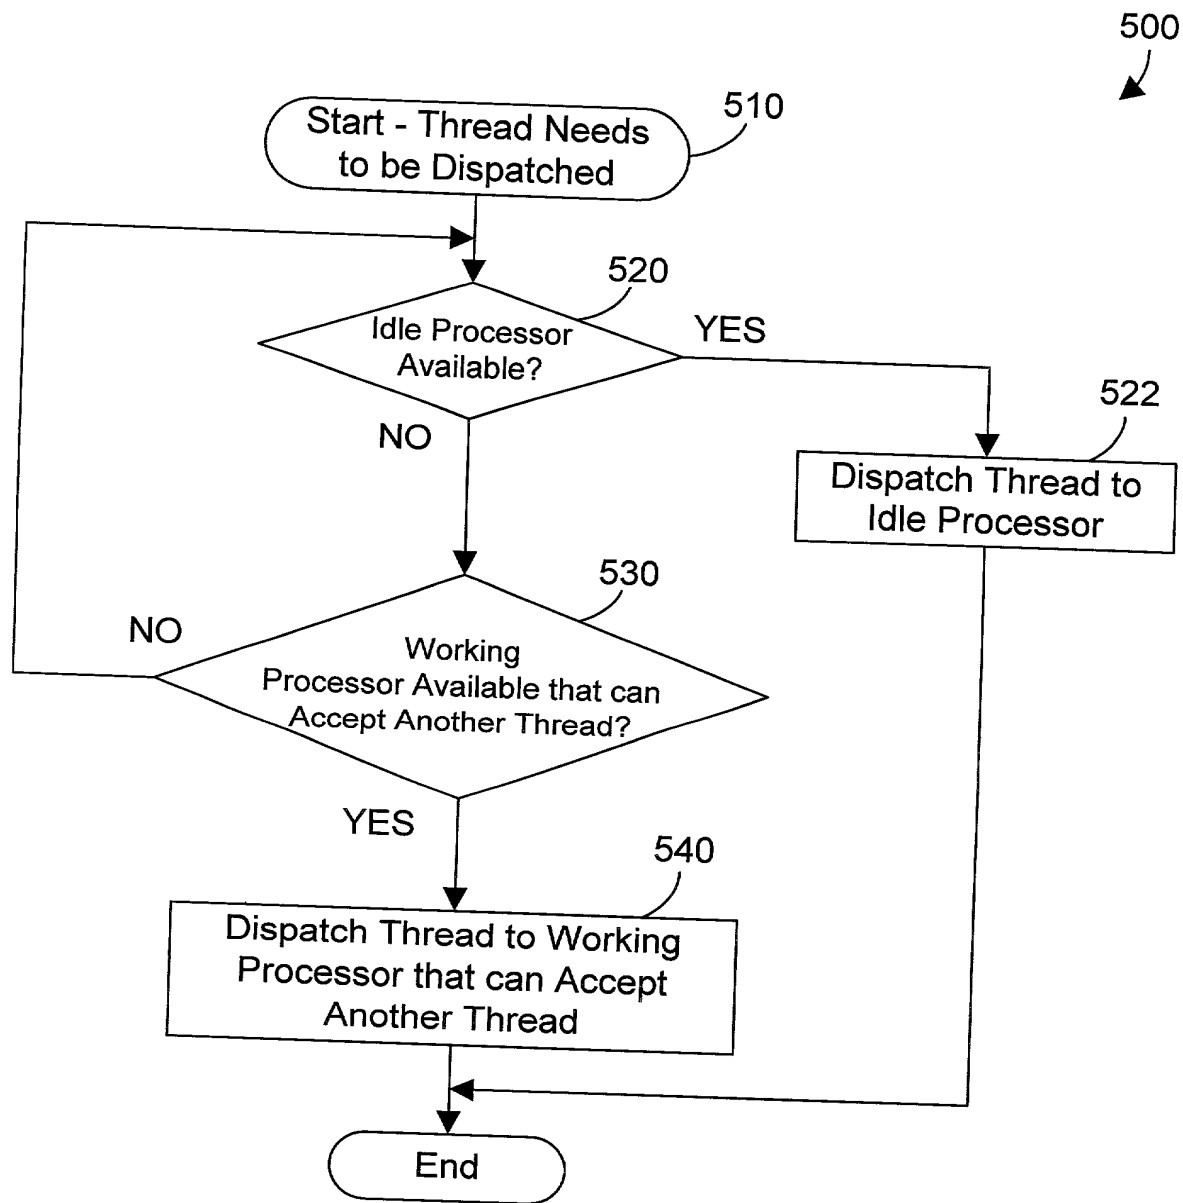 500
Start - Thread Needs
to be Dispatched
510
520
Idle Processor
Available?
YES
NO
522
Dispatch Thread to
Idle Processor
530
NO
Working
Processor Available that can
Accept Another Thread?
YES
540
Dispatch Thread to Working
Processor that can Accept
Another Thread
End